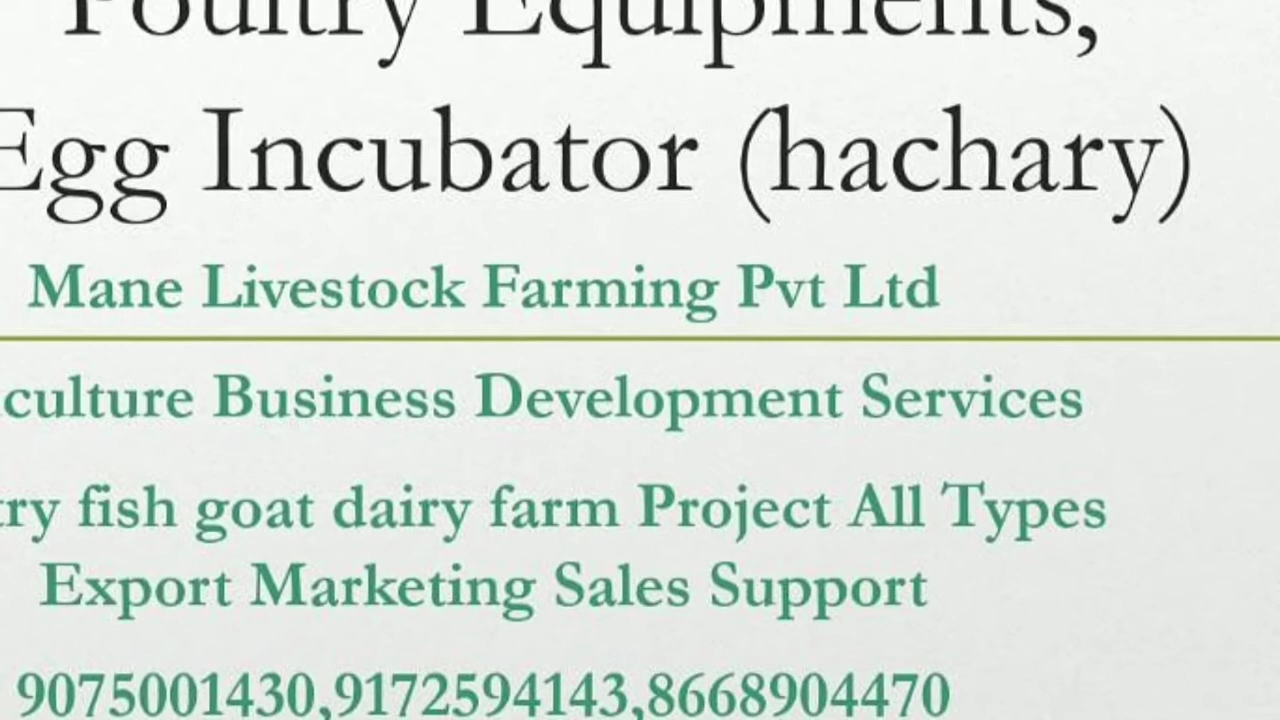 Poultry Equipments,
Egg Incubator (hachary)
Mane Livestock Farming Pvt Ltd
culture Business Development Services
try fish goat dairy farm Project All Types
Export Marketing Sales Support
9075001430,9172594143,8668904470